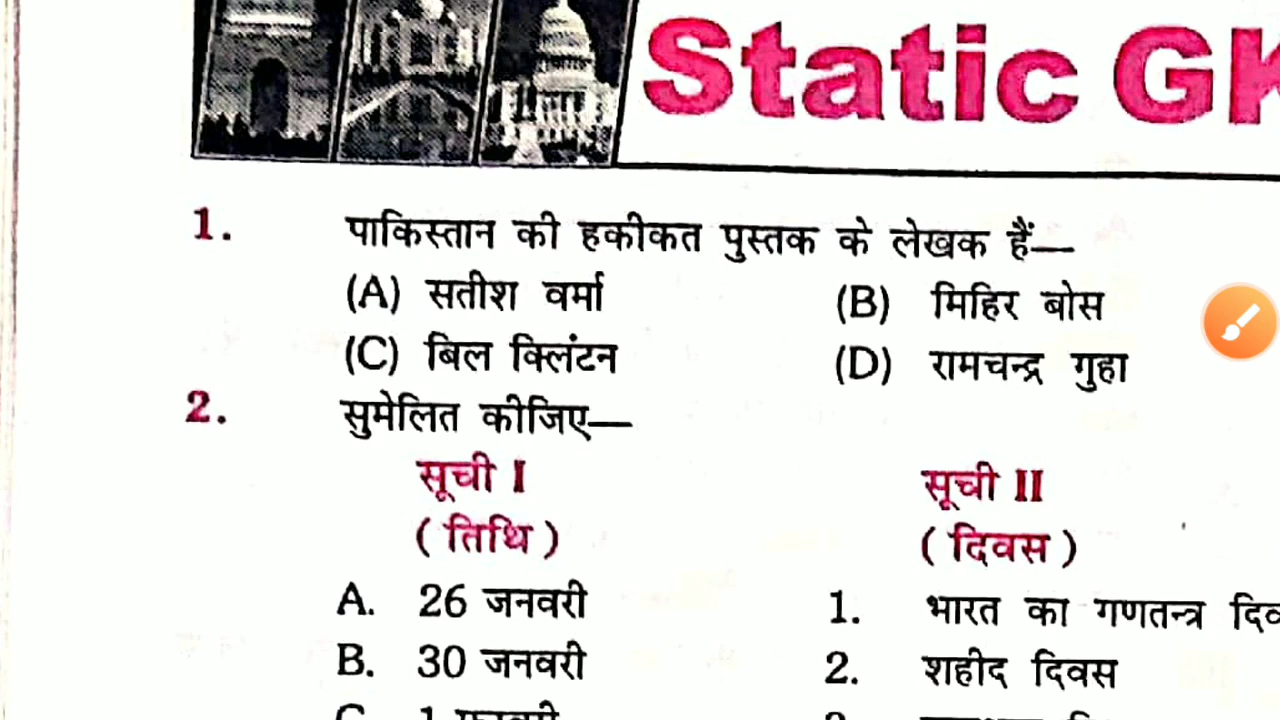 Static GK
1. पाकिस्तान की हकीकत पुस्तक के लेखक हैं—
(A) सतीश वर्मा (B) मिहिर बोस
(C) बिल क्लिंटन (D) रामचन्द्र गुहा
2. सुमेलित कीजिए—
सूची I सूची II
( तिथि ) ( दिवस )
A. 26 जनवरी 1. भारत का गणतन्त्र
B. 30 जनवरी 2. शहीद दिवस